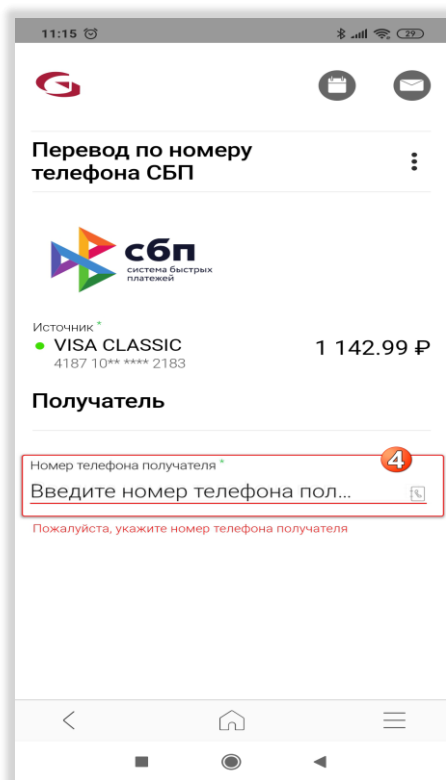 11:15
29
Перевод по номеру
телефона СБП
сбп
система быстрых
платежей
Источник *
VISA CLASSIC
1 142.99 ₽
4187 10** **** 2183
Получатель
4
Номер телефона получателя *
Введите номер телефона пол...
Пожалуйста, укажите номер телефона получателя